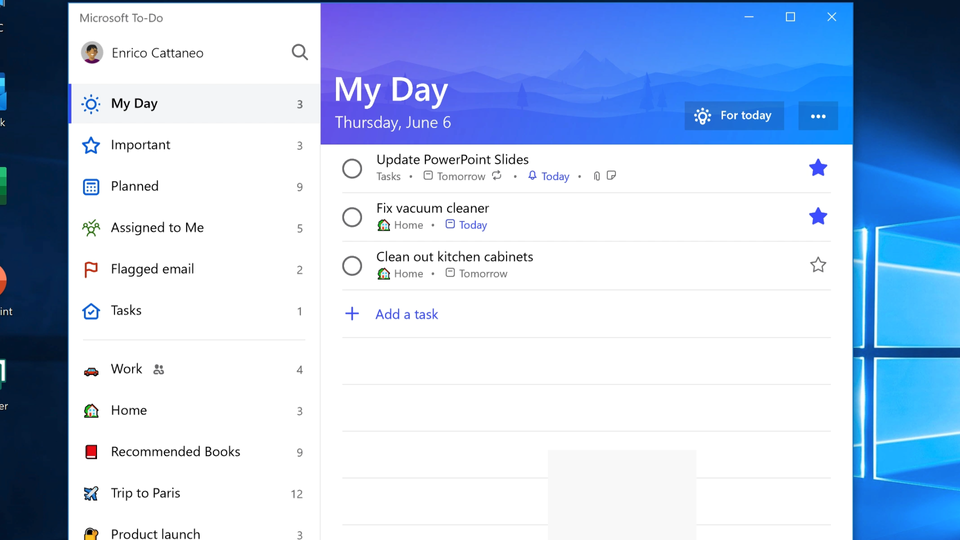 Microsoft To-Do
Enrico Cattaneo
My Day 3
Important 3
Planned 9
Assigned to Me 5
Flagged email 2
Tasks 1
Work 4
Home 3
Recommended Books 9
Trip to Paris 12
Product launch 3
My Day
Thursday, June 6
For today
Update PowerPoint Slides
Tasks • Tomorrow • Today •
Fix vacuum cleaner
Home • Today
Clean out kitchen cabinets
Home • Tomorrow
+ Add a task